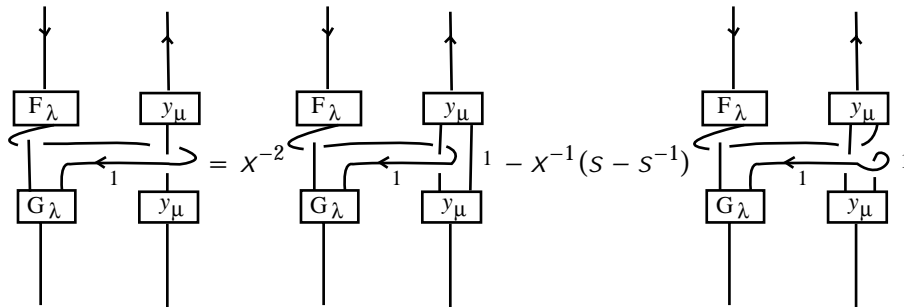 F_λ y_μ F_λ y_μ F_λ y_μ
= x^{-2} 1 - x^{-1}(s - s^{-1})
1 1 1
G_λ y_μ G_λ y_μ G_λ y_μ